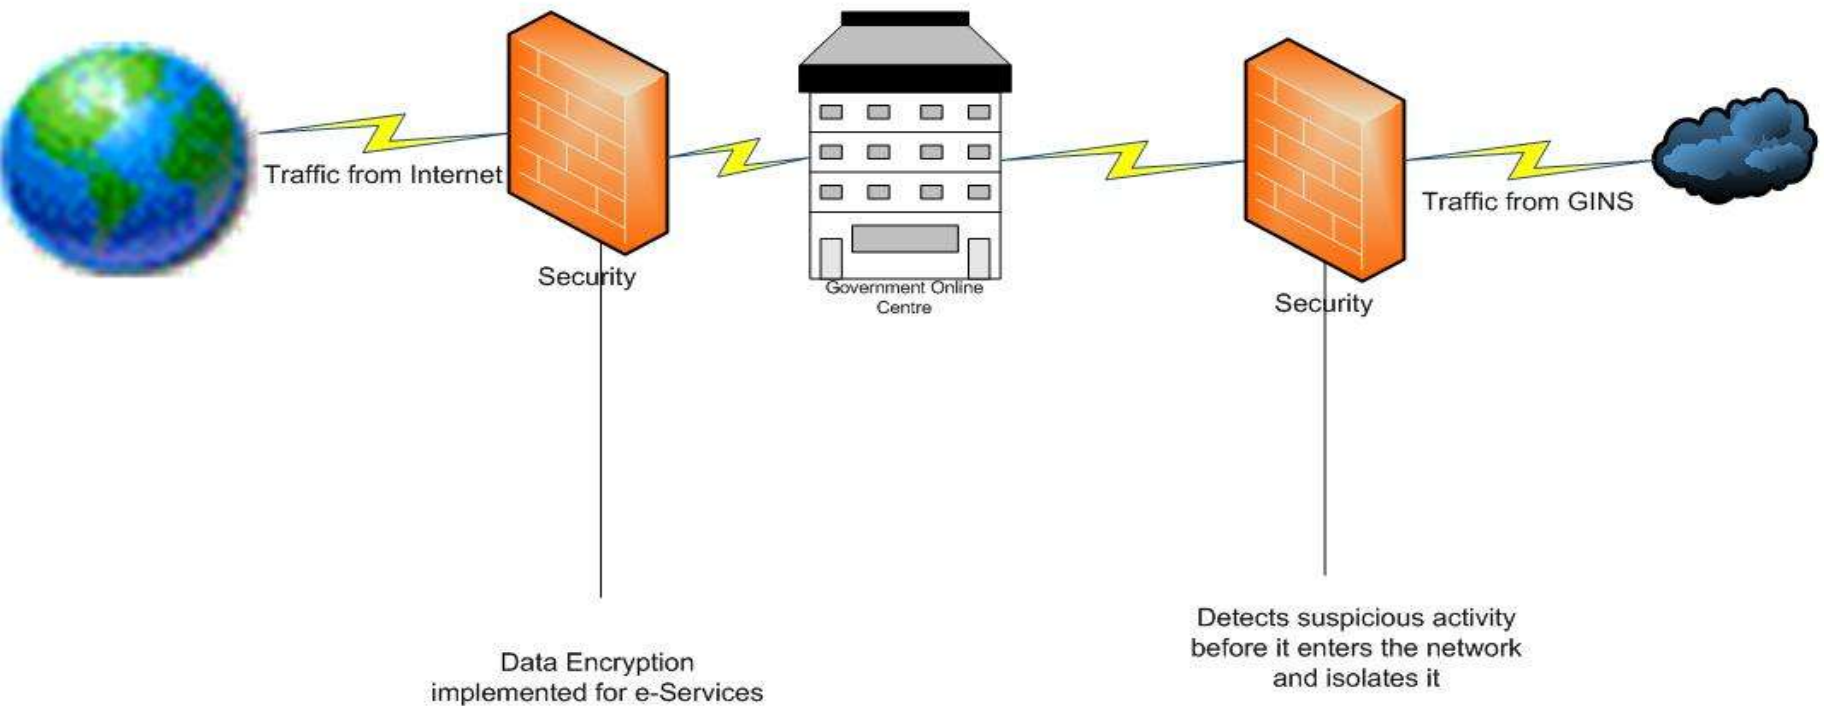 Traffic from Internet
Security
Government Online
Centre
Security
Traffic from GINS
Data Encryption
implemented for e-Services
Detects suspicious activity
before it enters the network
and isolates it